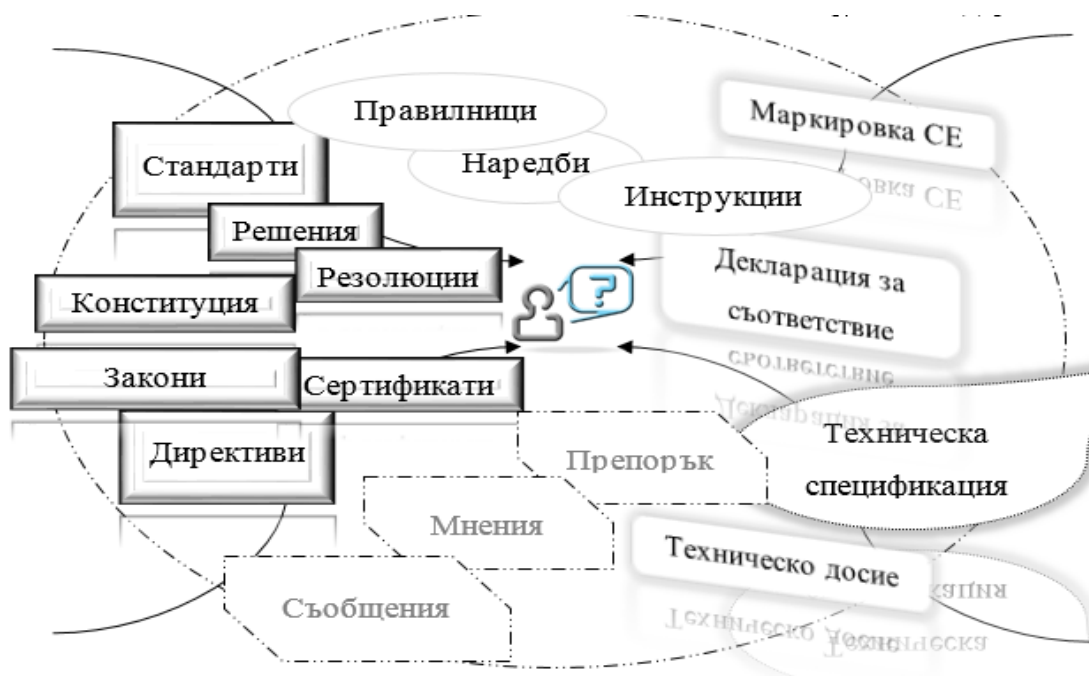 Правилници
Маркировка СЕ
Стандарти
Наредби
Инструкции
Решения
Резолюции
Декларация за
съответствие
Конституция
?
Закони
Сертификати
Директиви
Препорък
Техническа
спецификация
Мнения
Техническо досие
Съобщения